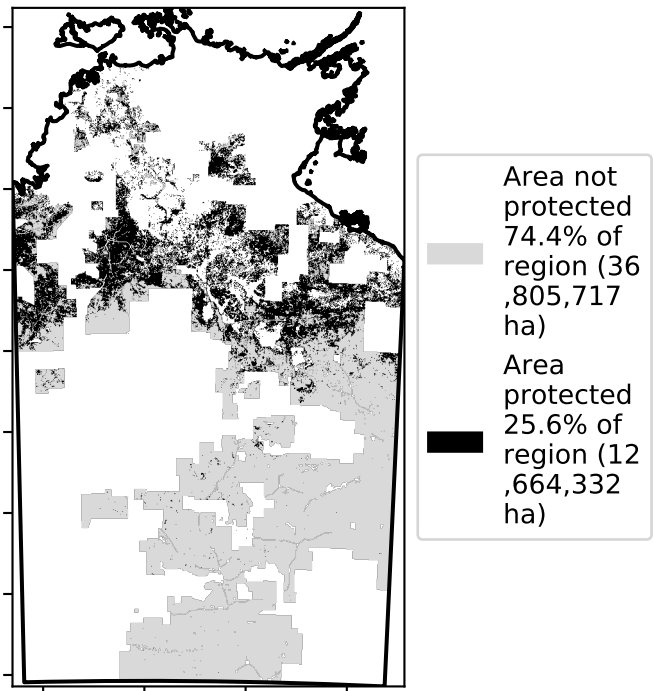 Area not
protected
74.4% of
region (36
,805,717
ha)
Area
protected
25.6% of
region (12
,664,332
ha)